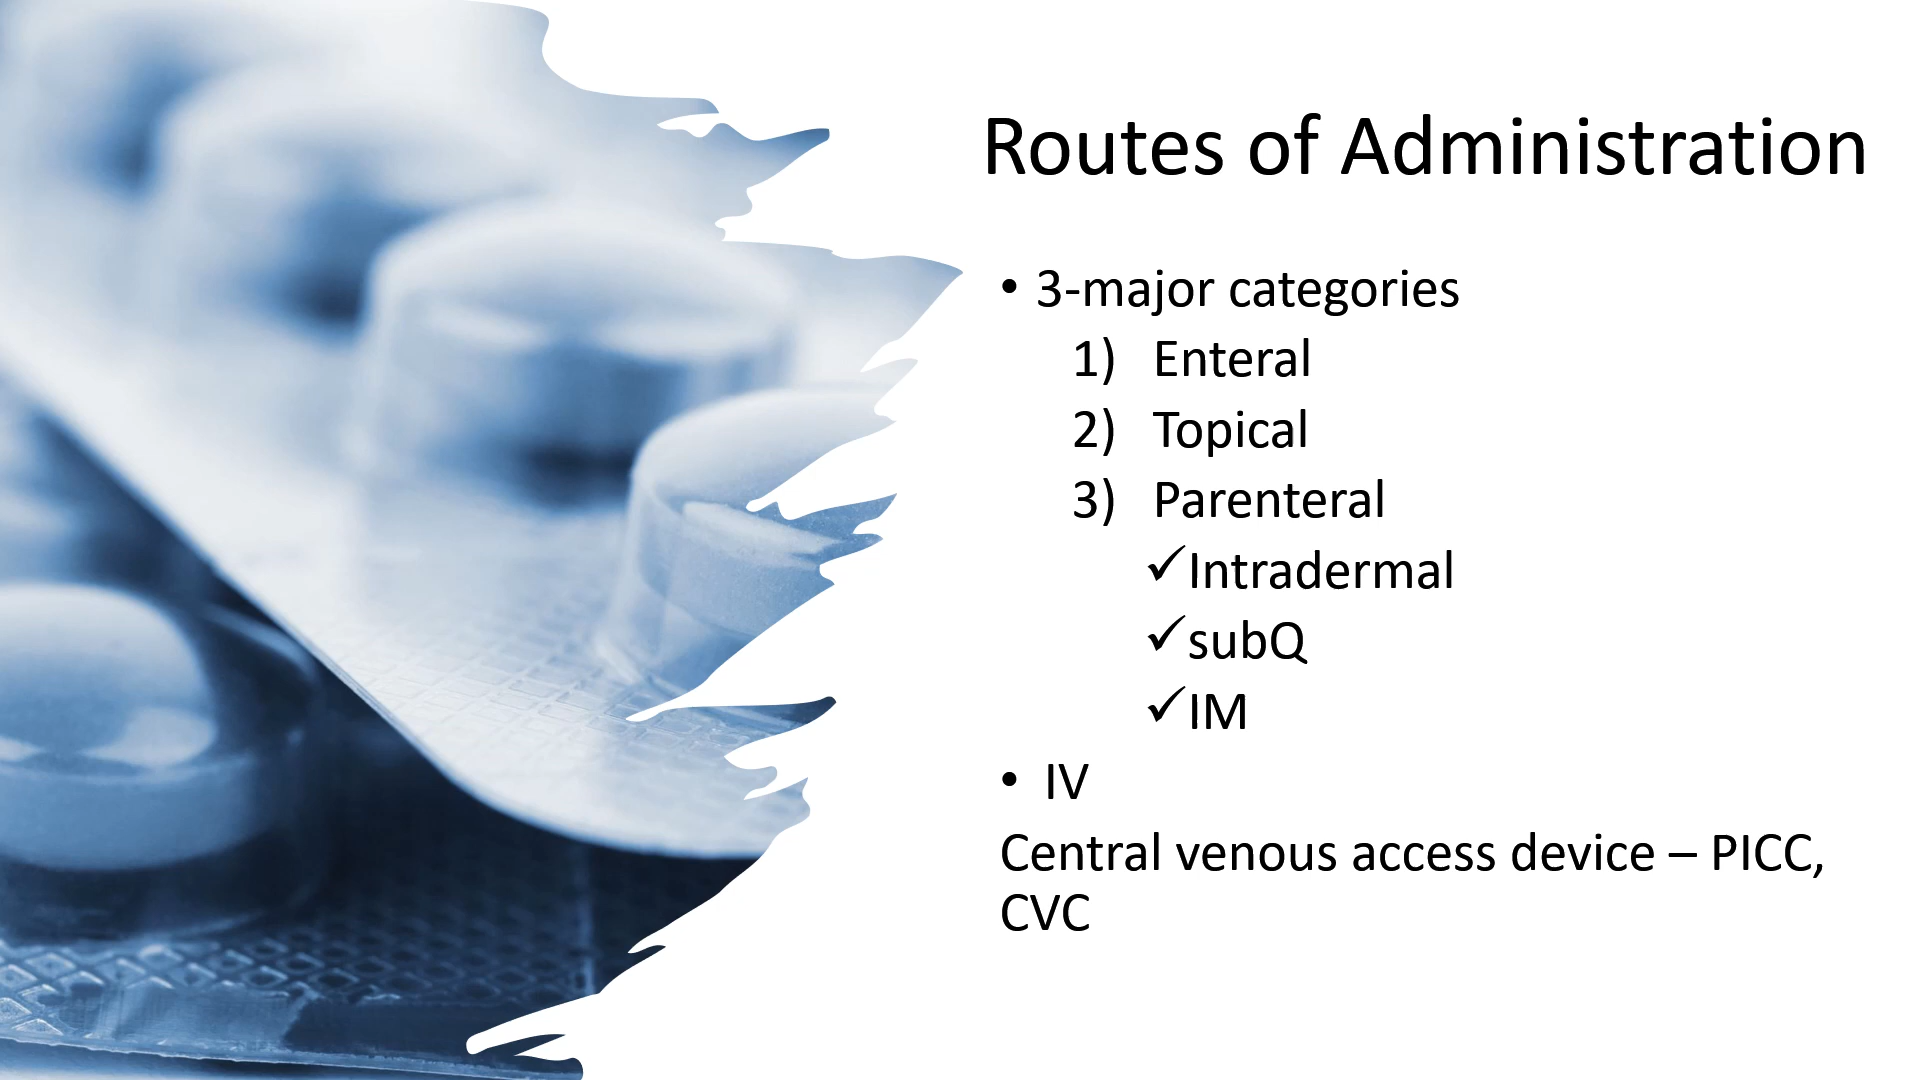 Routes of Administration
• 3-major categories
1) Enteral
2) Topical
3) Parenteral
✓Intradermal
✓subQ
✓IM
• IV
Central venous access device – PICC,
CVC